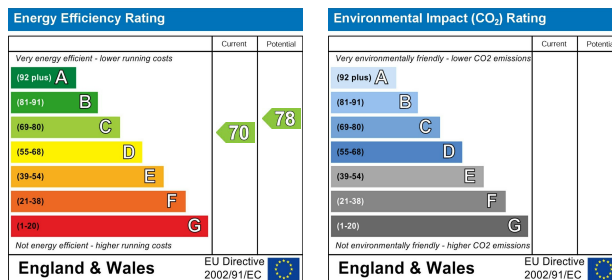 Energy Efficiency Rating
Current Potential
Very energy efficient - lower running costs
(92 plus) A
(81-91) B
(69-80) C
(55-68) D
(39-54) E
(21-38) F
(1-20) G
70
78
Not energy efficient - higher running costs
England & Wales
EU Directive
2002/91/EC
Environmental Impact (CO₂) Rating
Current Potential
Very environmentally friendly - lower CO2 emissions
(92 plus) A
(81-91) B
(69-80) C
(55-68) D
(39-54) E
(21-38) F
(1-20) G
Not environmentally friendly - higher CO2 emissions
England & Wales
EU Directive
2002/91/EC